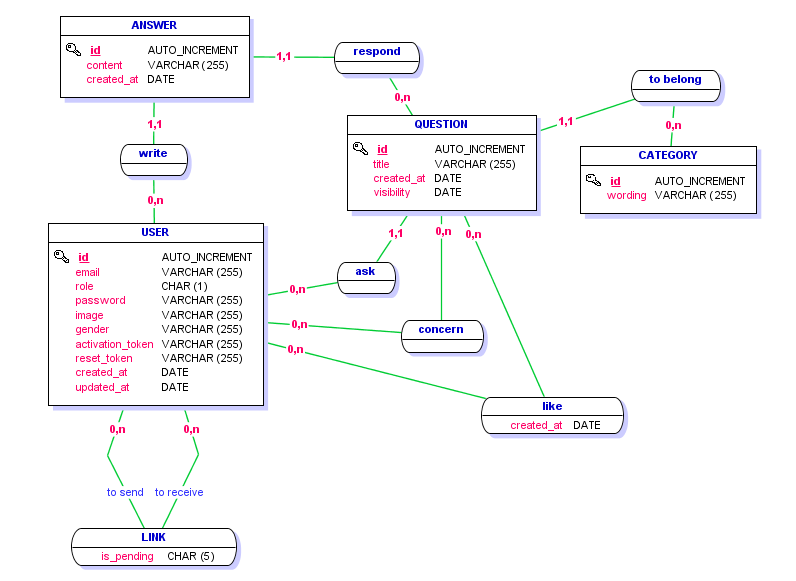 ANSWER
id AUTO_INCREMENT
content VARCHAR (255)
created_at DATE
1,1
respond
0,n
to belong
1,1
0,n
QUESTION
id AUTO_INCREMENT
title VARCHAR (255)
created_at DATE
visibility DATE
CATEGORY
id AUTO_INCREMENT
wording VARCHAR (255)
1,1
write
0,n
USER
id AUTO_INCREMENT
email VARCHAR (255)
role CHAR (1)
password VARCHAR (255)
image VARCHAR (255)
gender VARCHAR (255)
activation_token VARCHAR (255)
reset_token VARCHAR (255)
created_at DATE
updated_at DATE
1,1
0,n
0,n
ask
0,n
concern
0,n
0,n
like
created_at DATE
0,n
0,n
to send
to receive
LINK
is_pending CHAR (5)